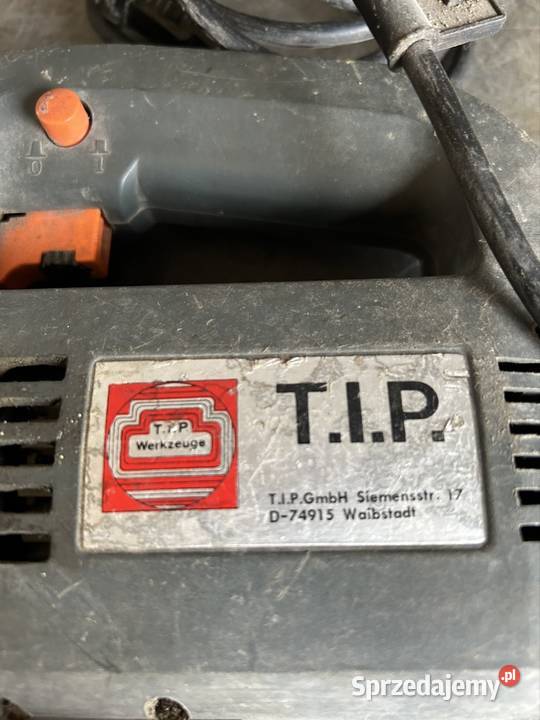 0 I
T.I.P
Werkzeuge
T.I.P.
T.I.P.GmbH Siemensstr. 17
D-74915 Waibstadt
Sprzedajemy.pl